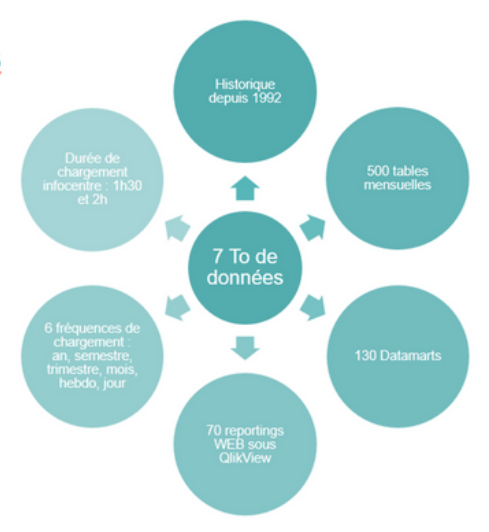 Historique
depuis 1992
500 tables
mensuelles
130 Datamarts
70 reportings
WEB sous
QlikView
6 fréquences de
chargement :
an, semestre,
trimestre, mois,
hebdo, jour
Durée de
chargement
infocentre : 1h30
et 2h
7 To de
données